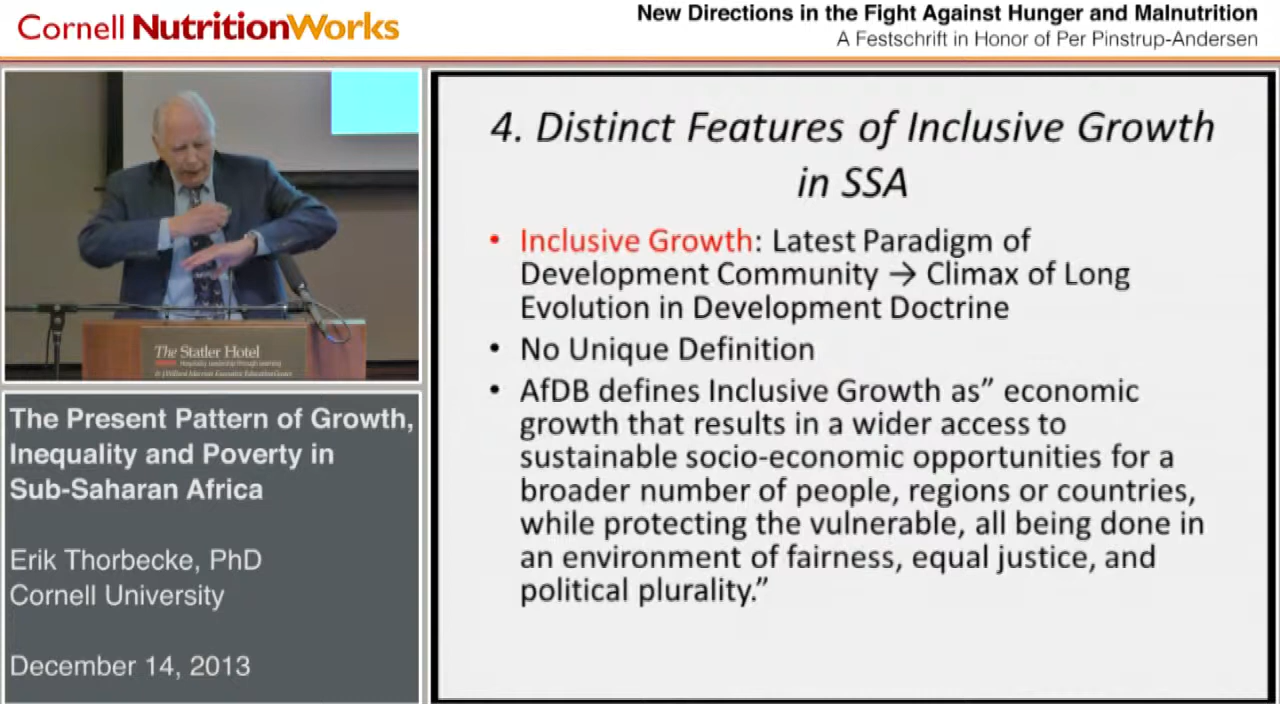 Cornell NutritionWorks
New Directions in the Fight Against Hunger and Malnutrition
A Festschrift in Honor of Per Pinstrup-Andersen
The Statler Hotel
4. Distinct Features of Inclusive Growth
in SSA
• Inclusive Growth: Latest Paradigm of
Development Community → Climax of Long
Evolution in Development Doctrine
• No Unique Definition
• AfDB defines Inclusive Growth as” economic
growth that results in a wider access to
sustainable socio-economic opportunities for a
broader number of people, regions or countries,
while protecting the vulnerable, all being done in
an environment of fairness, equal justice, and
political plurality.”
The Present Pattern of Growth,
Inequality and Poverty in
Sub-Saharan Africa
Erik Thorbecke, PhD
Cornell University
December 14, 2013